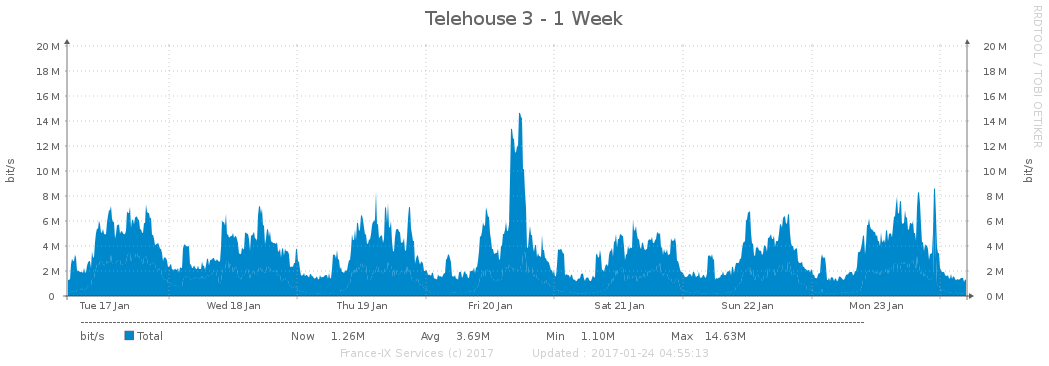 Telehouse 3 - 1 Week
RRDTOOL / TOBI OETIKER
bit/s
20 M
18 M
16 M
14 M
12 M
10 M
8 M
6 M
4 M
2 M
0
20 M
18 M
16 M
14 M
12 M
10 M
8 M
6 M
4 M
2 M
0 M
bit/s
Tue 17 Jan Wed 18 Jan Thu 19 Jan Fri 20 Jan Sat 21 Jan Sun 22 Jan Mon 23 Jan
bit/s Total Now 1.26M Avg 3.69M Min 1.10M Max 14.63M
France-IX Services (c) 2017 Updated : 2017-01-24 04:55:13